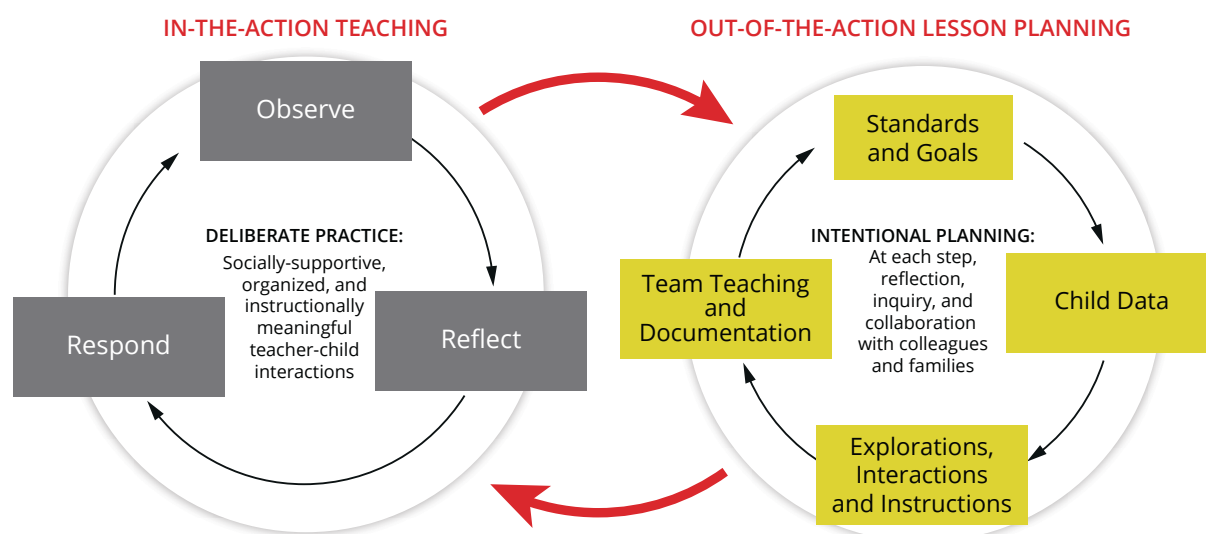 IN-THE-ACTION TEACHING
Observe
DELIBERATE PRACTICE:
Socially-supportive,
organized, and
instructionally
meaningful
teacher-child
interactions
Reflect
Respond
OUT-OF-THE-ACTION LESSON PLANNING
Standards
and Goals
INTENTIONAL PLANNING:
At each step,
reflection,
inquiry, and
collaboration
with colleagues
and families
Child Data
Explorations,
Interactions
and Instructions
Team Teaching
and
Documentation